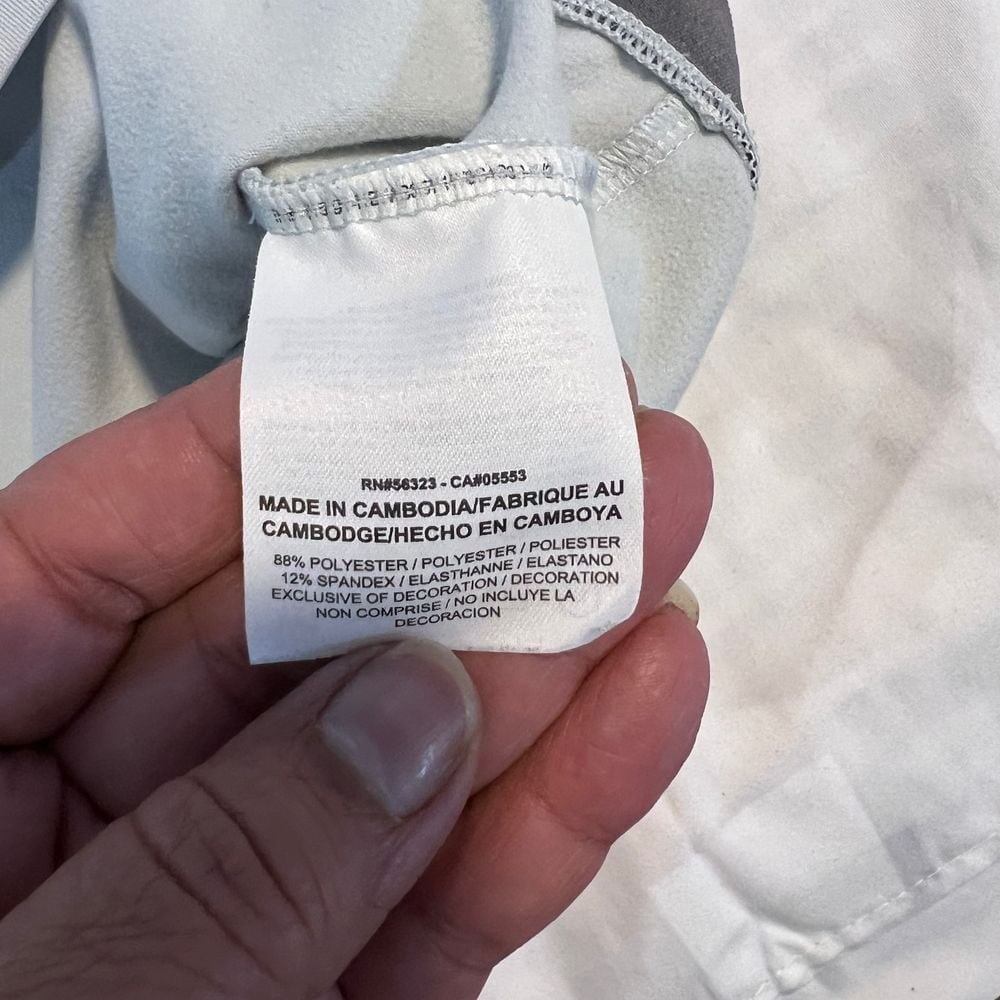 RN#56323 - CA#05553
MADE IN CAMBODIA/FABRIQUE AU
CAMBODGE/HECHO EN CAMBOYA
88% POLYESTER / POLYESTER / POLIESTER
12% SPANDEX / ELASTHANNE / ELASTANO
EXCLUSIVE OF DECORATION / DECORATION
NON COMPRISE / NO INCLUYE LA
DECORACION